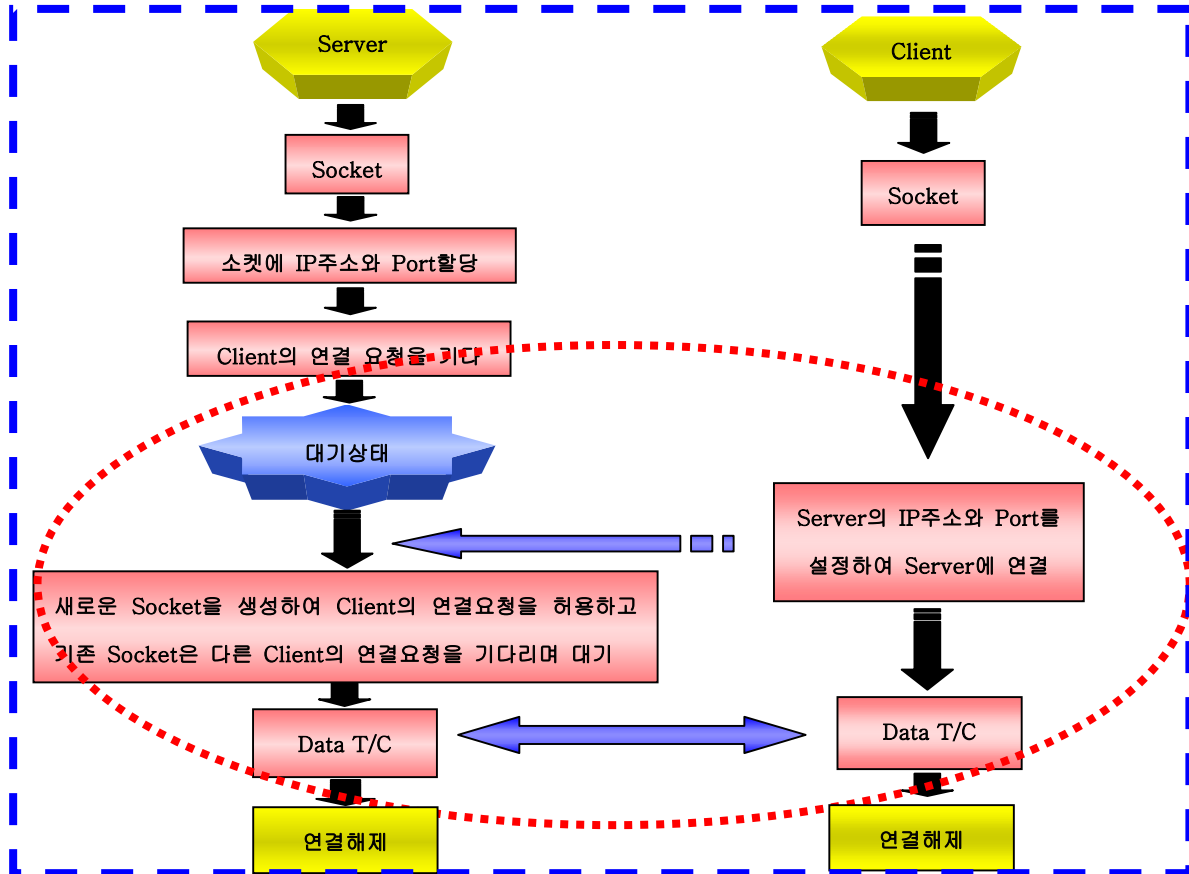 Server
Socket
소켓에 IP주소와 Port할당
Client의 연결 요청을 기다
대기상태
새로운 Socket을 생성하여 Client의 연결요청을 허용하고
기존 Socket은 다른 Client의 연결요청을 기다리며 대기
Data T/C
연결해제
Client
Socket
Server의 IP주소와 Port를
설정하여 Server에 연결
Data T/C
연결해제